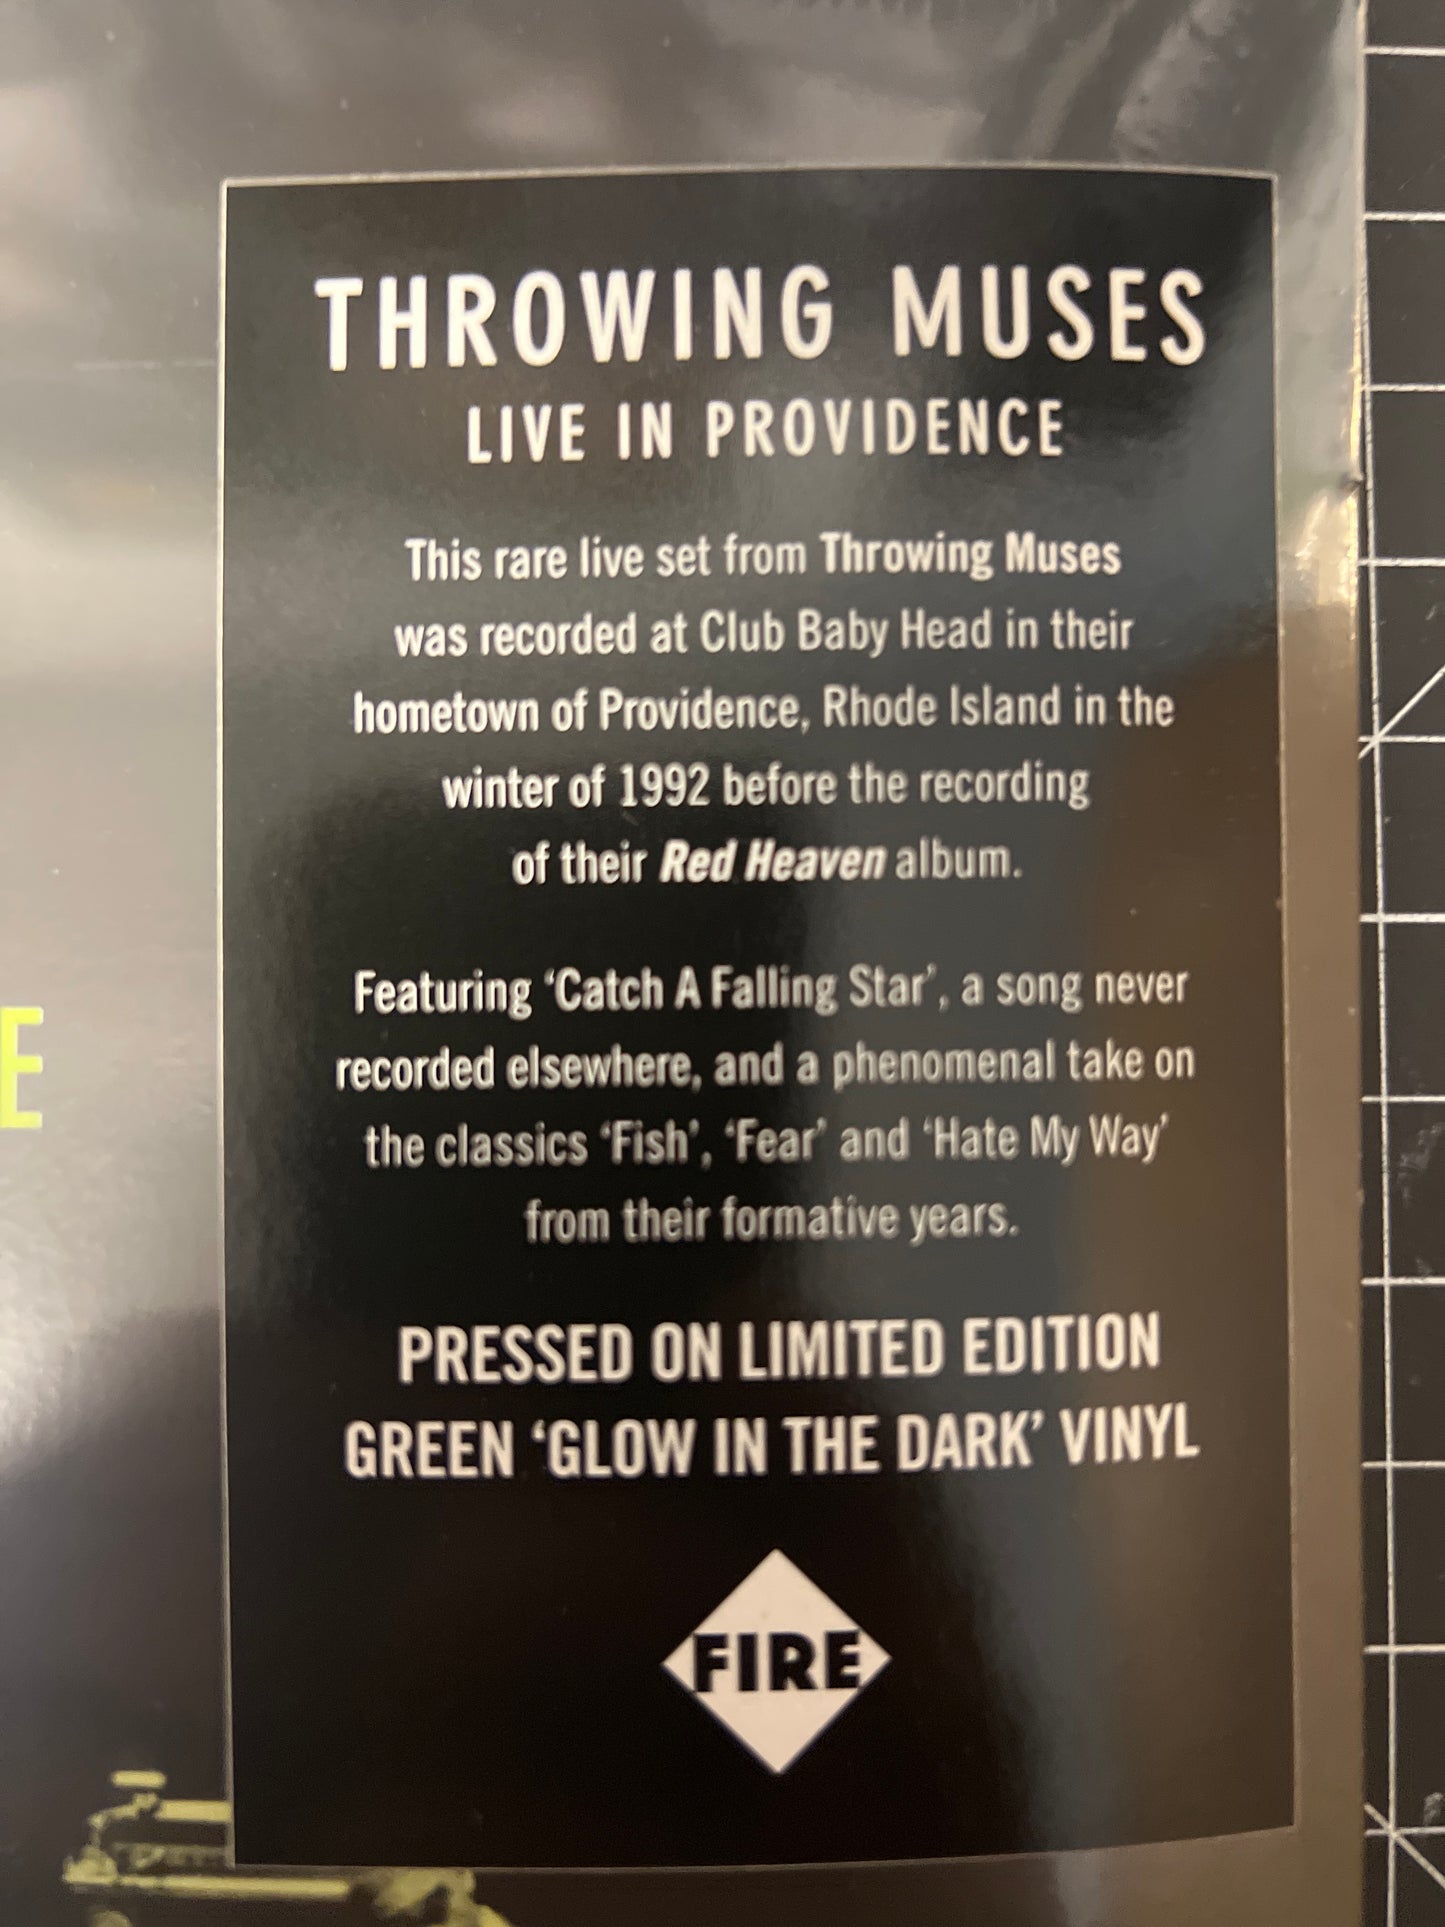 THROWING MUSES
LIVE IN PROVIDENCE
This rare live set from Throwing Muses
was recorded at Club Baby Head in their
hometown of Providence, Rhode Island in the
winter of 1992 before the recording
of their Red Heaven album.
Featuring ‘Catch A Falling Star’, a song never
recorded elsewhere, and a phenomenal take on
the classics ‘Fish’, ‘Fear’ and ‘Hate My Way’
from their formative years.
PRESSED ON LIMITED EDITION
GREEN ‘GLOW IN THE DARK’ VINYL
FIRE
E